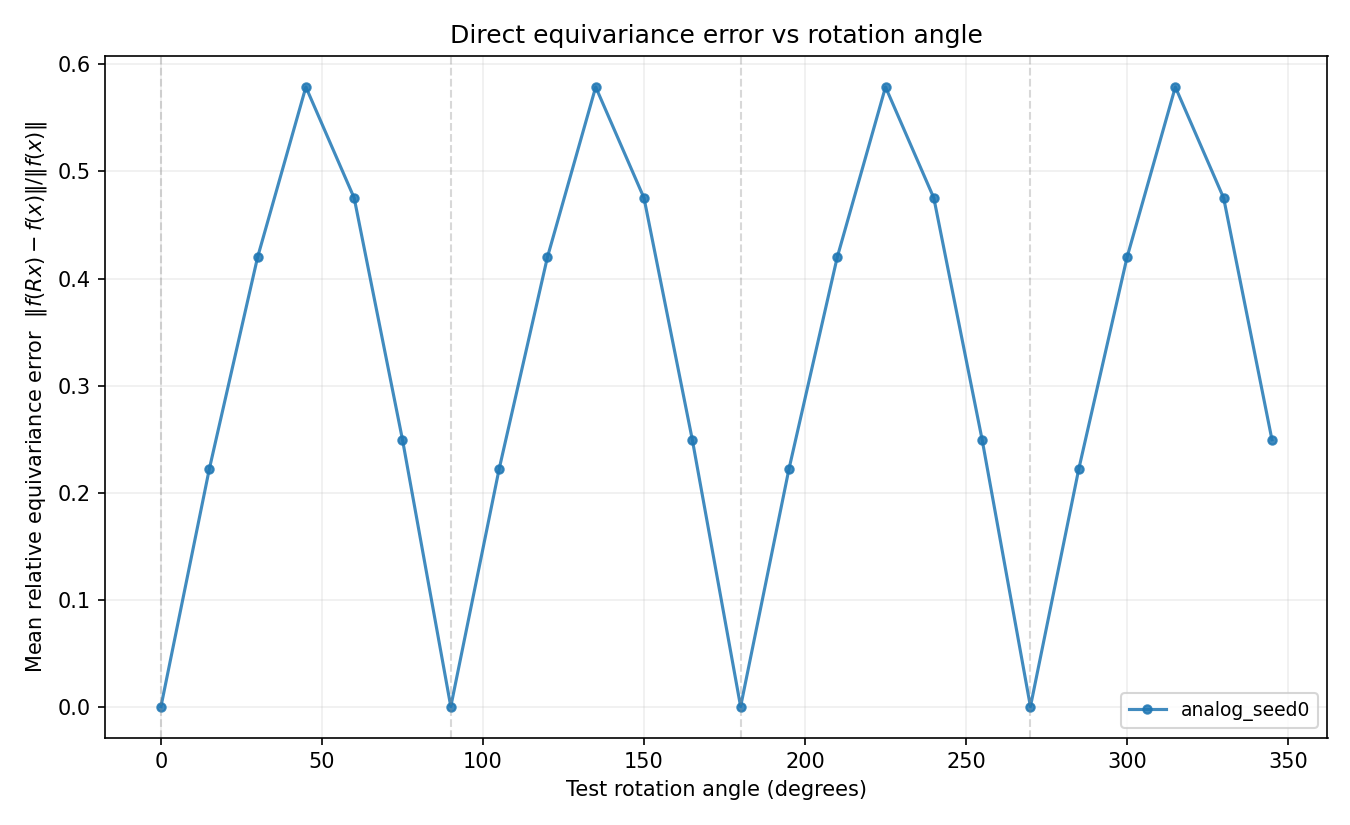 Direct equivariance error vs rotation angle
Mean relative equivariance error ‖f(Rx) − f(x)‖/‖f(x)‖
0.6
0.5
0.4
0.3
0.2
0.1
0.0
analog_seed0
0 50 100 150 200 250 300 350
Test rotation angle (degrees)